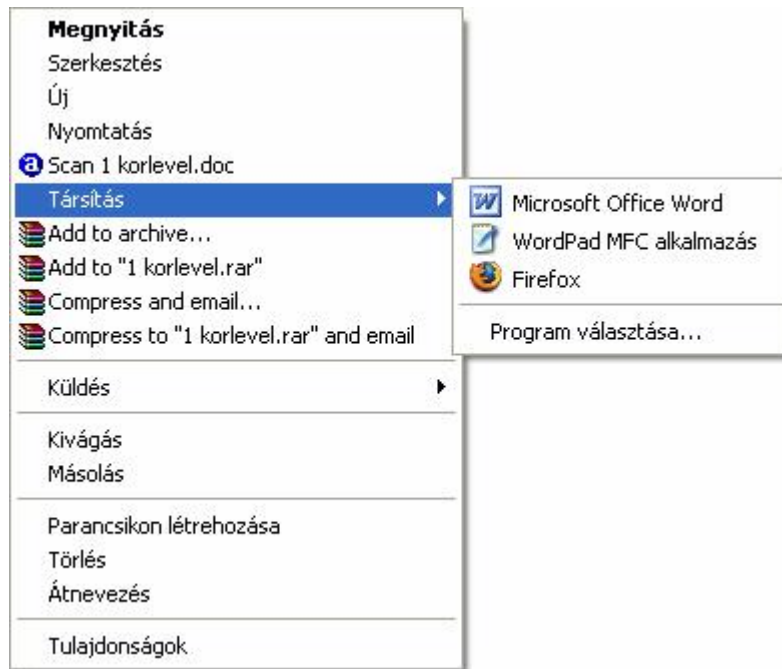 Megnyitás
Szerkesztés
Új
Nyomtatás
Scan 1 korlevel.doc
Társítás
Add to archive...
Add to "1 korlevel.rar"
Compress and email...
Compress to "1 korlevel.rar" and email
Küldés
Kivágás
Másolás
Parancsikon létrehozása
Törlés
Átnevezés
Tulajdonságok
Microsoft Office Word
WordPad MFC alkalmazás
Firefox
Program választása...